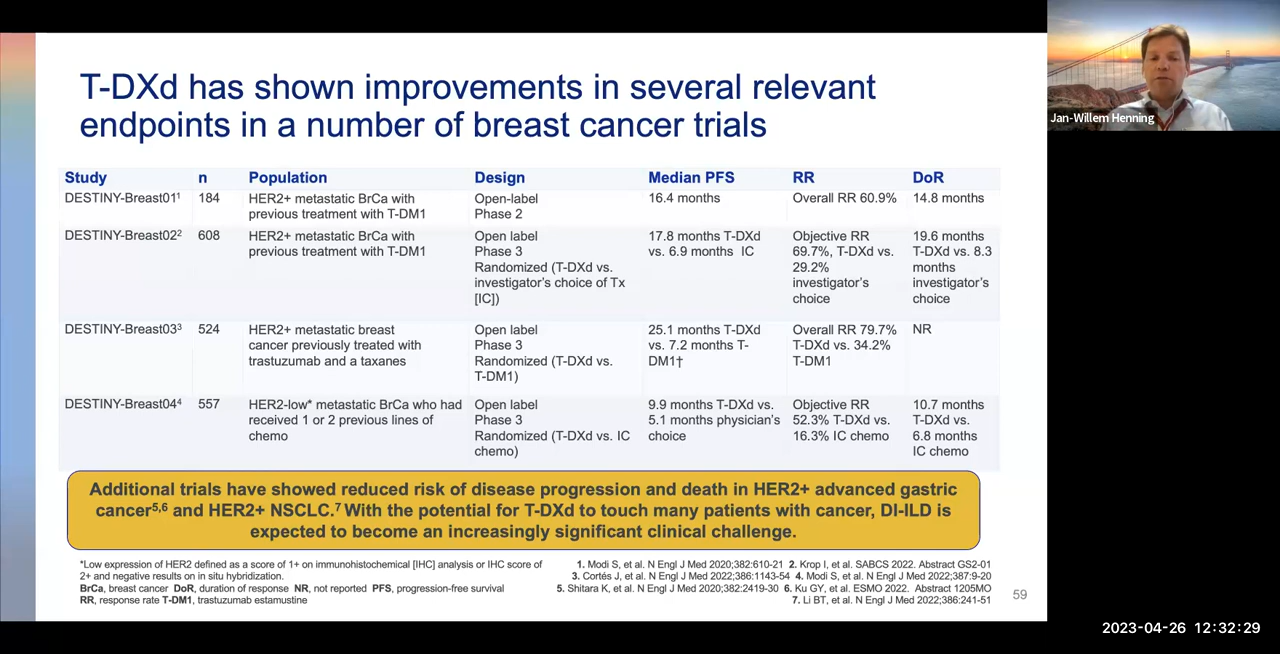 T-DXd has shown improvements in several relevant
endpoints in a number of breast cancer trials
Study n Population Design Median PFS RR DoR
DESTINY-Breast01¹ 184 HER2+ metastatic BrCa with previous treatment with T-DM1 Open-label Phase 2 16.4 months Overall RR 60.9% 14.8 months
DESTINY-Breast02² 608 HER2+ metastatic BrCa with previous treatment with T-DM1 Open label Phase 3 Randomized (T-DXd vs. investigator's choice of Tx [IC]) 17.8 months T-DXd vs. 6.9 months IC Objective RR 69.7%, T-DXd vs. 29.2% investigator's choice 19.6 months T-DXd vs. 8.3 months investigator's choice
DESTINY-Breast03³ 524 HER2+ metastatic breast cancer previously treated with trastuzumab and a taxanes Open label Phase 3 Randomized (T-DXd vs. T-DM1) 25.1 months T-DXd vs. 7.2 months T-DM1† Overall RR 79.7% T-DXd vs. 34.2% T-DM1 NR
DESTINY-Breast04⁴ 557 HER2-low* metastatic BrCa who had received 1 or 2 previous lines of chemo Open label Phase 3 Randomized (T-DXd vs. IC chemo) 9.9 months T-DXd vs. 5.1 months physician's choice Objective RR 52.3% T-DXd vs. 16.3% IC chemo 10.7 months T-DXd vs. 6.8 months IC chemo
Additional trials have showed reduced risk of disease progression and death in HER2+ advanced gastric
cancer⁵,⁶ and HER2+ NSCLC.⁷ With the potential for T-DXd to touch many patients with cancer, DI-ILD is
expected to become an increasingly significant clinical challenge.
*Low expression of HER2 defined as a score of 1+ on immunohistochemical [IHC] analysis or IHC score of
2+ and negative results on in situ hybridization.
BrCa, breast cancer DoR, duration of response NR, not reported PFS, progression-free survival
RR, response rate T-DM1, trastuzumab estamustine
1. Modi S, et al. N Engl J Med 2020;382:610-21 2. Krop I, et al. SABCS 2022. Abstract GS2-01
3. Cortés J, et al. N Engl J Med 2022;386:1143-54 4. Modi S, et al. N Engl J Med 2022;387:9-20
5. Shitara K, et al. N Engl J Med 2020;382:2419-30 6. Ku GY, et al. ESMO 2022. Abstract 1205MO
7. Li BT, et al. N Engl J Med 2022;386:241-51
59
Jan-Willem Henning
2023-04-26 12:32:29